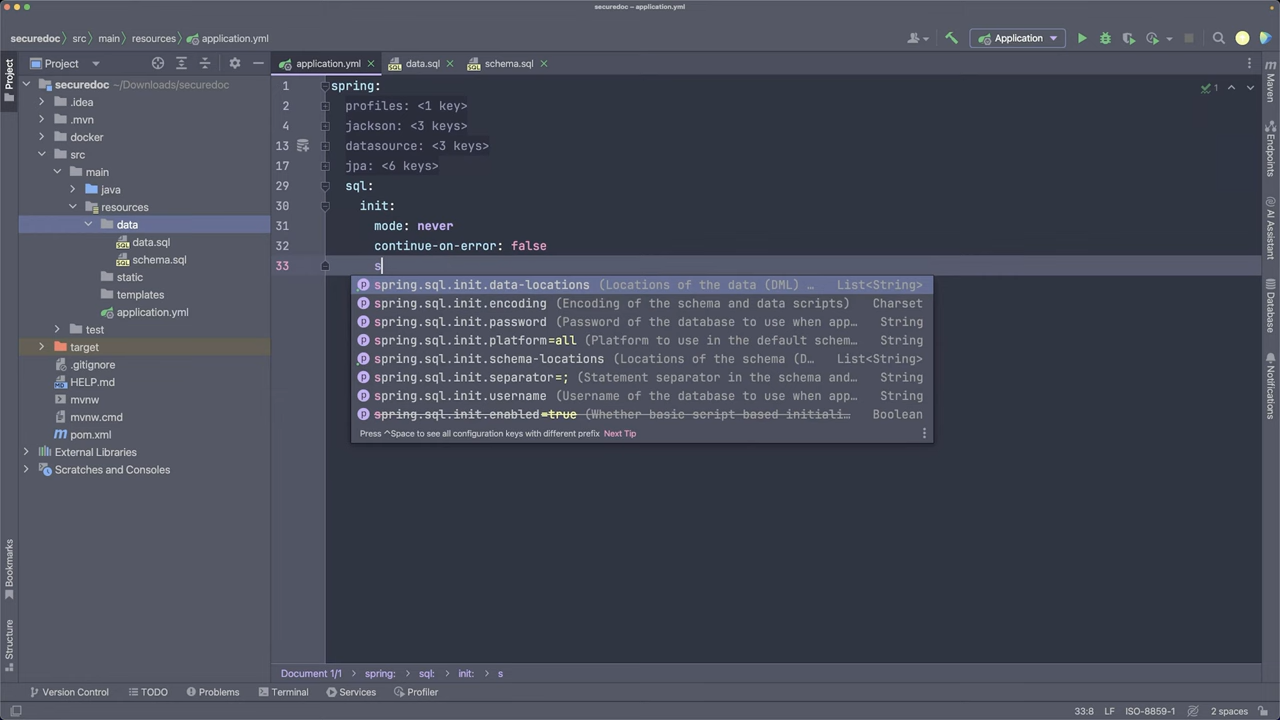 securedoc – application.yml
securedoc
src
main
resources
application.yml
Application
Project
Project
application.yml
data.sql
schema.sql
securedoc ~/Downloads/securedoc
.idea
.mvn
docker
src
main
java
resources
data
data.sql
schema.sql
static
templates
application.yml
test
target
.gitignore
HELP.md
mvnw
mvnw.cmd
pom.xml
External Libraries
Scratches and Consoles
1 spring:
2 profiles: <1 key>
4 jackson: <3 keys>
13 datasource: <3 keys>
17 jpa: <6 keys>
29 sql:
30 init:
31 mode: never
32 continue-on-error: false
33 s
1
spring.sql.init.data-locations (Locations of the data (DML) … List<String>
spring.sql.init.encoding (Encoding of the schema and data scripts) Charset
spring.sql.init.password (Password of the database to use when app… String
spring.sql.init.platform=all (Platform to use in the default schem… String
spring.sql.init.schema-locations (Locations of the schema (D… List<String>
spring.sql.init.separator=; (Statement separator in the schema and… String
spring.sql.init.username (Username of the database to use when app… String
spring.sql.init.enabled=true (Whether basic script based initiali… Boolean
Press ^Space to see all configuration keys with different prefix Next Tip
Maven
Endpoints
AI Assistant
Notifications
Bookmarks
Structure
Document 1/1
spring:
sql:
init:
s
Version Control
TODO
Problems
Terminal
Services
Profiler
33:8
LF
ISO-8859-1
2 spaces